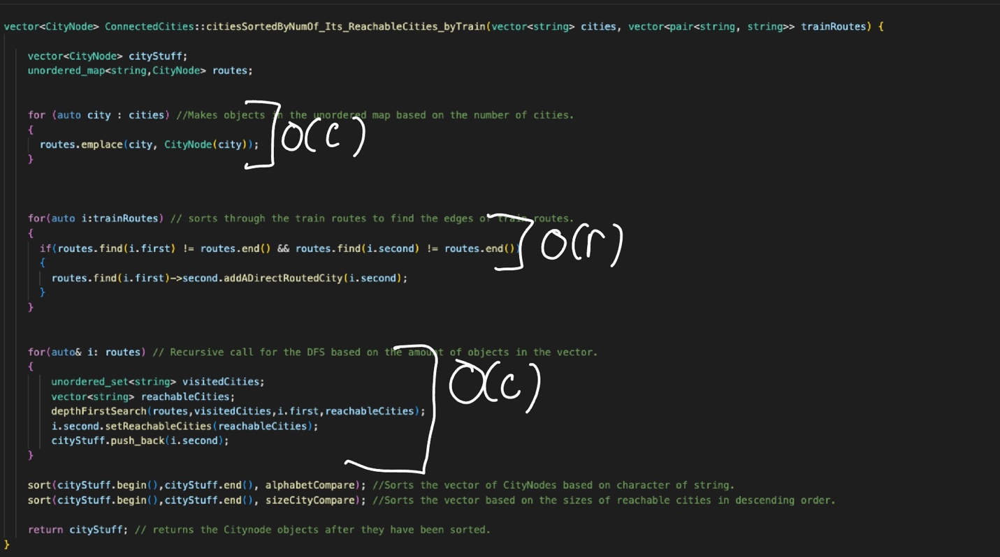 vector<CityNode> ConnectedCities::citiesSortedByNumOf_Its_ReachableCities_byTrain(vector<string> cities, vector<pair<string, string>> trainRoutes) {
vector<CityNode> cityStuff;
unordered_map<string,CityNode> routes;
for (auto city : cities) //Makes objects in the unordered map based on the number of cities.
{
routes.emplace(city, CityNode(city));
}
O(c)
for(auto i:trainRoutes) // sorts through the train routes to find the edges of train routes.
{
if(routes.find(i.first) != routes.end() && routes.find(i.second) != routes.end())
{
routes.find(i.first)->second.addADirectRoutedCity(i.second);
}
}
O(r)
for(auto& i: routes) // Recursive call for the DFS based on the amount of objects in the vector.
{
unordered_set<string> visitedCities;
vector<string> reachableCities;
depthFirstSearch(routes,visitedCities,i.first,reachableCities);
i.second.setReachableCities(reachableCities);
cityStuff.push_back(i.second);
}
O(c)
sort(cityStuff.begin(),cityStuff.end(), alphabetCompare); //Sorts the vector of CityNodes based on character of string.
sort(cityStuff.begin(),cityStuff.end(), sizeCityCompare); //Sorts the vector based on the sizes of reachable cities in descending order.
return cityStuff; // returns the Citynode objects after they have been sorted.
}